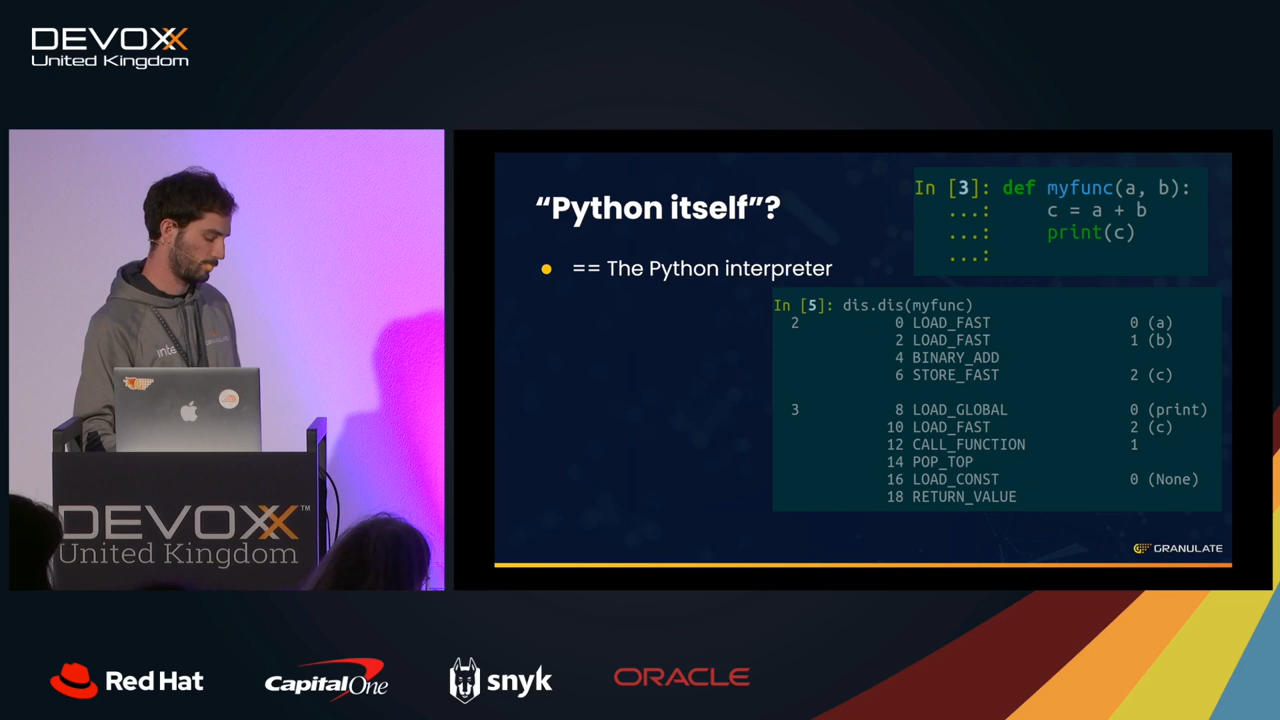 DEVOXX
United Kingdom
inte
DEVOXX™
United Kingdom
“Python itself”?
== The Python interpreter
In [3]: def myfunc(a, b):
...: c = a + b
...: print(c)
...:
In [5]: dis.dis(myfunc)
2 0 LOAD_FAST 0 (a)
2 LOAD_FAST 1 (b)
4 BINARY_ADD
6 STORE_FAST 2 (c)
3 8 LOAD_GLOBAL 0 (print)
10 LOAD_FAST 2 (c)
12 CALL_FUNCTION 1
14 POP_TOP
16 LOAD_CONST 0 (None)
18 RETURN_VALUE
GRANULATE
Red Hat
Capital One
snyk
ORACLE